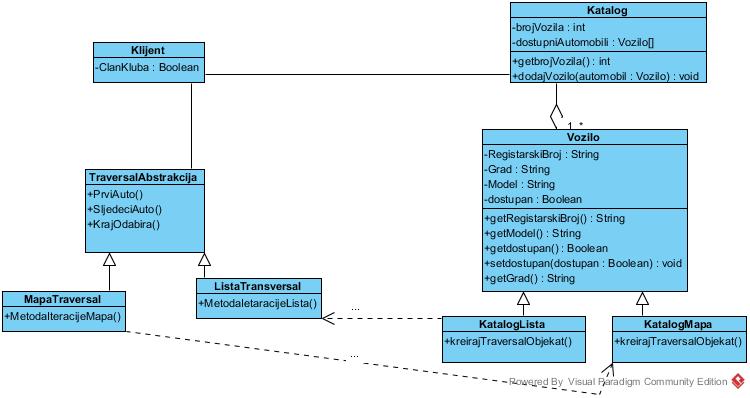 Katalog
-brojVozila : int
-dostupniAutomobili : Vozilo[]
+getbrojVozila() : int
+dodajVozilo(automobil : Vozilo) : void
Klijent
-ClanKluba : Boolean
1..*
Vozilo
-RegistarskiBroj : String
-Grad : String
-Model : String
-dostupan : Boolean
+getRegistarskiBroj() : String
+getModel() : String
+getdostupan() : Boolean
+setdostupan(dostupan : Boolean) : void
+getGrad() : String
TraversalAbstrakcija
+PrviAuto()
+SljedeciAuto()
+KrajOdabira()
MapaTraversal
+MetodaIteracijeMapa()
ListaTransversal
+MetodaIetaracijeLista()
...
KatalogLista
+kreirajTraversalObjekat()
KatalogMapa
+kreirajTraversalObjekat()
...
Powered By Visual Paradigm Community Edition